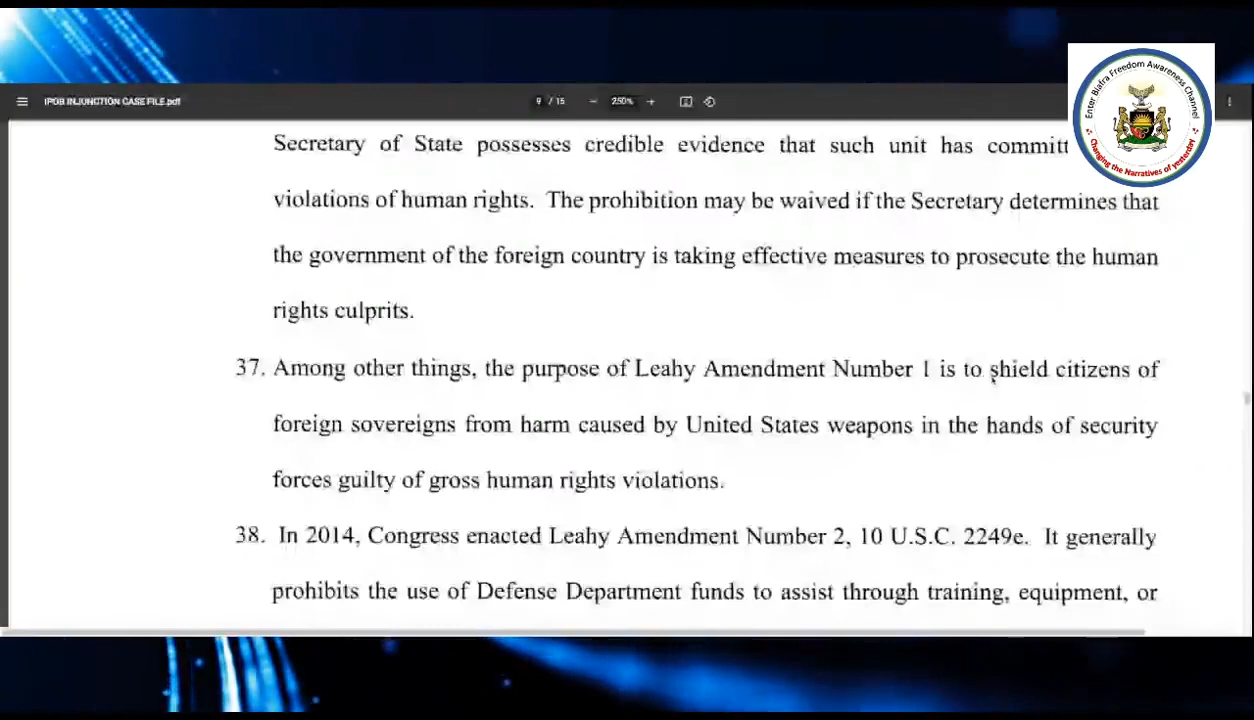 IPOB INJUNCTION CASE FILE.pdf
9 / 15
250%
Enter Biafra Freedom Awareness Channel
Changing the Narratives of yesterday
Secretary of State possesses credible evidence that such unit has committ
violations of human rights. The prohibition may be waived if the Secretary determines that
the government of the foreign country is taking effective measures to prosecute the human
rights culprits.
37. Among other things, the purpose of Leahy Amendment Number 1 is to shield citizens of
foreign sovereigns from harm caused by United States weapons in the hands of security
forces guilty of gross human rights violations.
38. In 2014, Congress enacted Leahy Amendment Number 2, 10 U.S.C. 2249e. It generally
prohibits the use of Defense Department funds to assist through training, equipment, or